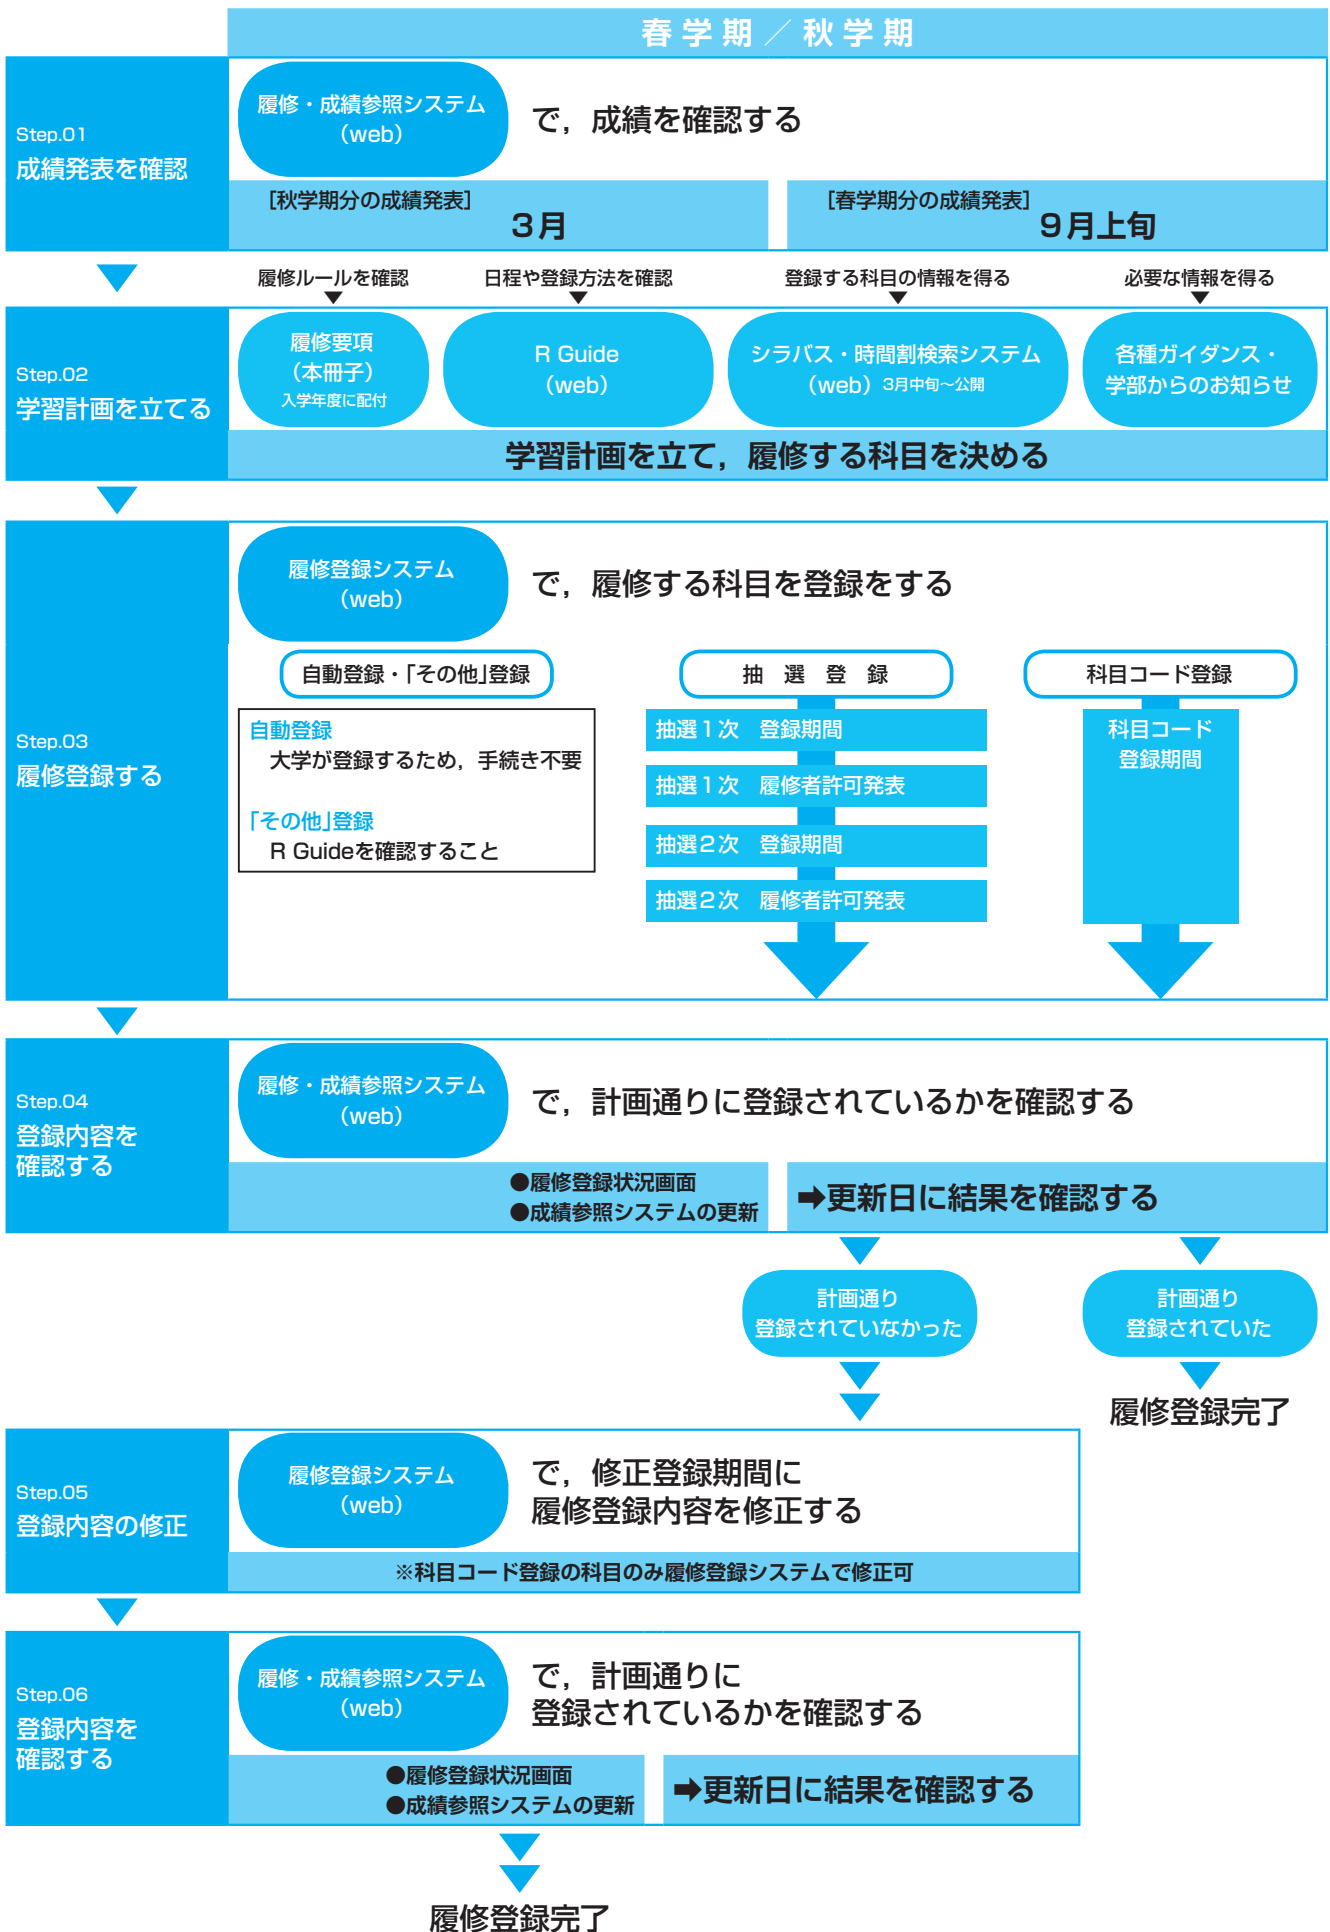 春学期／秋学期
Step.01
成績発表を確認
履修・成績参照システム
（web）
で，成績を確認する
［秋学期分の成績発表］
3月
［春学期分の成績発表］
9月上旬
履修ルールを確認
日程や登録方法を確認
登録する科目の情報を得る
必要な情報を得る
Step.02
学習計画を立てる
履修要項
（本冊子）
入学年度に配付
R Guide
（web）
シラバス・時間割検索システム
（web）3月中旬～公開
各種ガイダンス・
学部からのお知らせ
学習計画を立て，履修する科目を決める
Step.03
履修登録する
履修登録システム
（web）
で，履修する科目を登録をする
自動登録・「その他」登録
自動登録
大学が登録するため，手続き不要
「その他」登録
R Guideを確認すること
抽選登録
抽選1次　登録期間
抽選1次　履修者許可発表
抽選2次　登録期間
抽選2次　履修者許可発表
科目コード登録
科目コード
登録期間
Step.04
登録内容を
確認する
履修・成績参照システム
（web）
で，計画通りに登録されているかを確認する
●履修登録状況画面
●成績参照システムの更新
➡更新日に結果を確認する
計画通り
登録されていなかった
計画通り
登録されていた
履修登録完了
Step.05
登録内容の修正
履修登録システム
（web）
で，修正登録期間に
履修登録内容を修正する
※科目コード登録の科目のみ履修登録システムで修正可
Step.06
登録内容を
確認する
履修・成績参照システム
（web）
で，計画通りに
登録されているかを確認する
●履修登録状況画面
●成績参照システムの更新
➡更新日に結果を確認する
履修登録完了